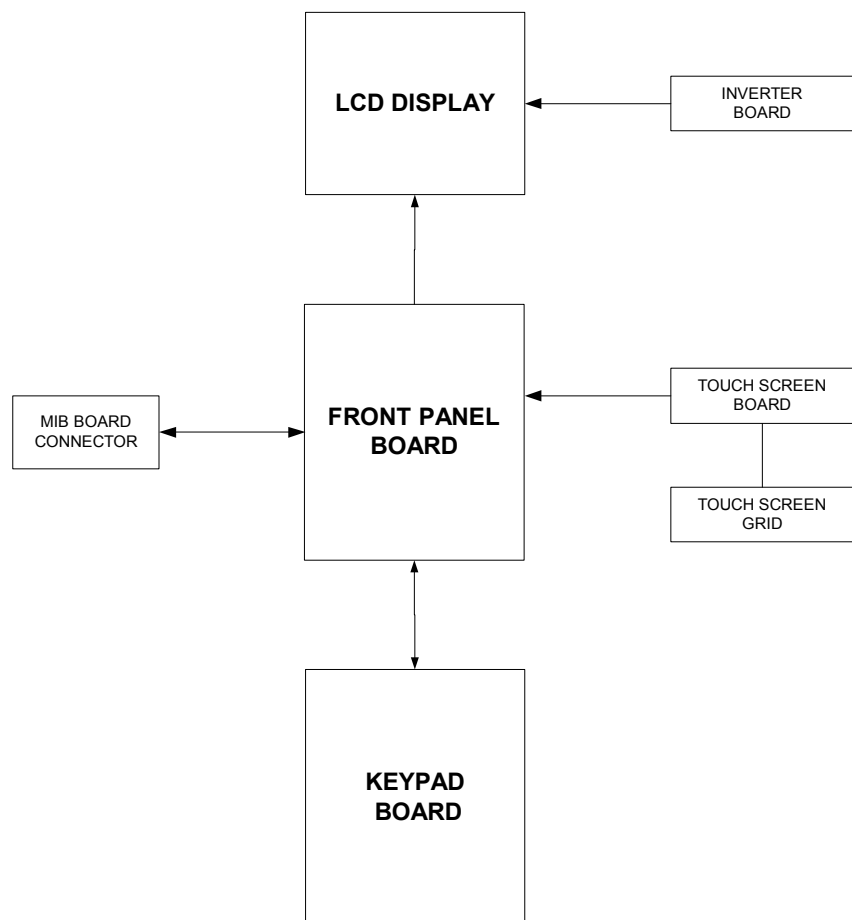 LCD DISPLAY
INVERTER
BOARD
FRONT PANEL
BOARD
MIB BOARD
CONNECTOR
TOUCH SCREEN
BOARD
TOUCH SCREEN
GRID
KEYPAD
BOARD